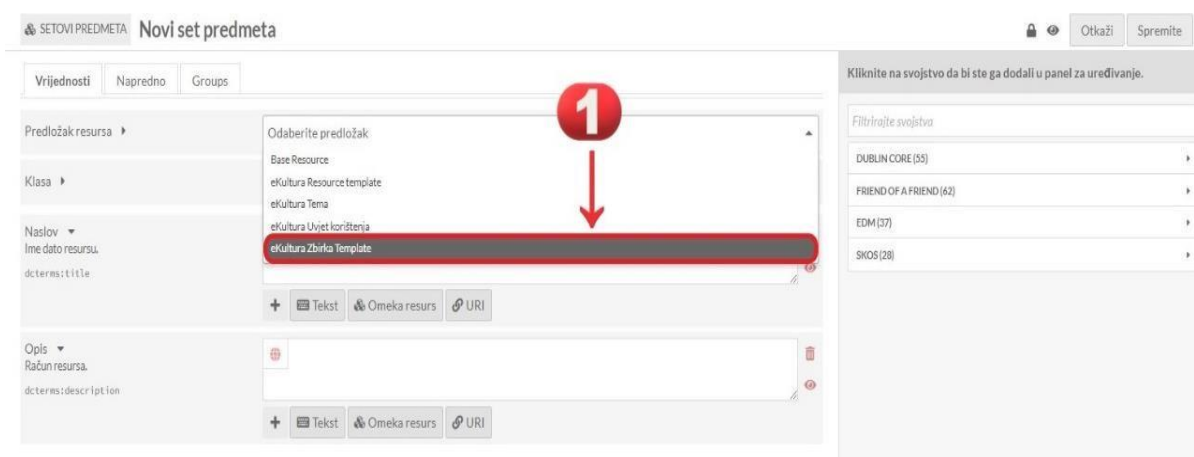 SETOVI PREDMETA Novi set predmeta
Otkaži Spremite
Vrijednosti Napredno Groups
Kliknite na svojstvo da bi ste ga dodali u panel za uređivanje.
Filtrirajte svojstva
DUBLIN CORE (55)
FRIEND OF A FRIEND (62)
EDM (37)
SKOS (28)
Predložak resursa
Odaberite predložak
Base Resource
eKultura Resource template
eKultura Tema
eKultura Uvjet korištenja
eKultura Zbirka Template
1
Klasa
Naslov
Ime dato resursu.
dcterms:title
+ Tekst Omeka resurs URI
Opis
Račun resursa.
dcterms:description
+ Tekst Omeka resurs URI